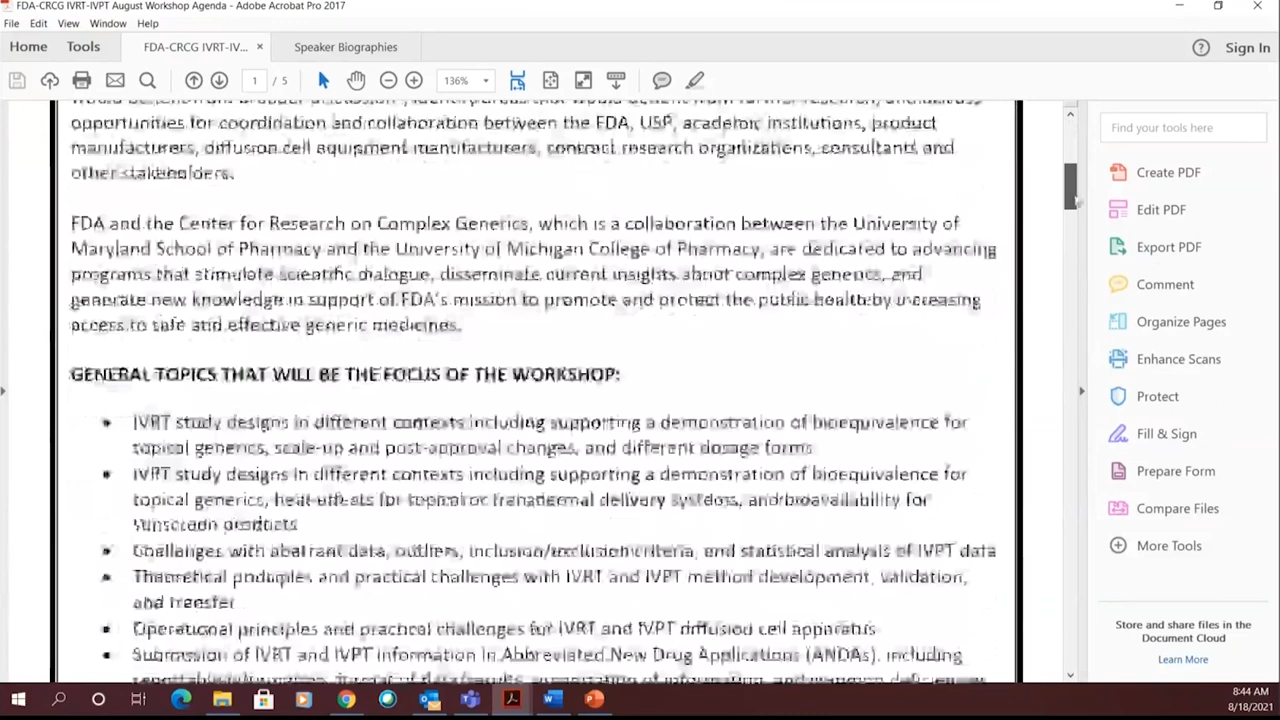 FDA-CRCG IVRT-IVPT August Workshop Agenda - Adobe Acrobat Pro 2017
File Edit View Window Help
Home Tools FDA-CRCG IVRT-IV... × Speaker Biographies Sign In
1 / 5 136%
opportunities for coordination and collaboration between the FDA, USP, academic institutions, product
manufacturers, diffusion cell equipment manufacturers, contract research organizations, consultants and
other stakeholders.
FDA and the Center for Research on Complex Generics, which is a collaboration between the University of
Maryland School of Pharmacy and the University of Michigan College of Pharmacy, are dedicated to advancing
programs that stimulate scientific dialogue, disseminate current insights about complex generics, and
generate new knowledge in support of FDA's mission to promote and protect the public health by increasing
access to safe and effective generic medicines.
GENERAL TOPICS THAT WILL BE THE FOCUS OF THE WORKSHOP:
• IVRT study designs in different contexts including supporting a demonstration of bioequivalence for
topical generics, scale-up and post-approval changes, and different dosage forms
• study designs in different contexts including supporting a demonstration of bioequivalence for
topical generics, heat effects for topical or transdermal delivery systems, and bioavailability for
sunscreen products
• Challenges with aberrant data, outliers, inclusion/exclusion criteria, and statistical analysis of IVPT data
• Theoretical principles and practical challenges with IVRT and IVPT method development, validation,
and transfer
• Operational principles and practical challenges for IVRT and IVPT diffusion cell apparatus
• Submission of IVRT and IVPT information in Abbreviated New Drug Applications (ANDAs), including
Find your tools here
Create PDF
Edit PDF
Export PDF
Comment
Organize Pages
Enhance Scans
Protect
Fill & Sign
Prepare Form
Compare Files
More Tools
Store and share files in the
Document Cloud
Learn More
8:44 AM
8/18/2021